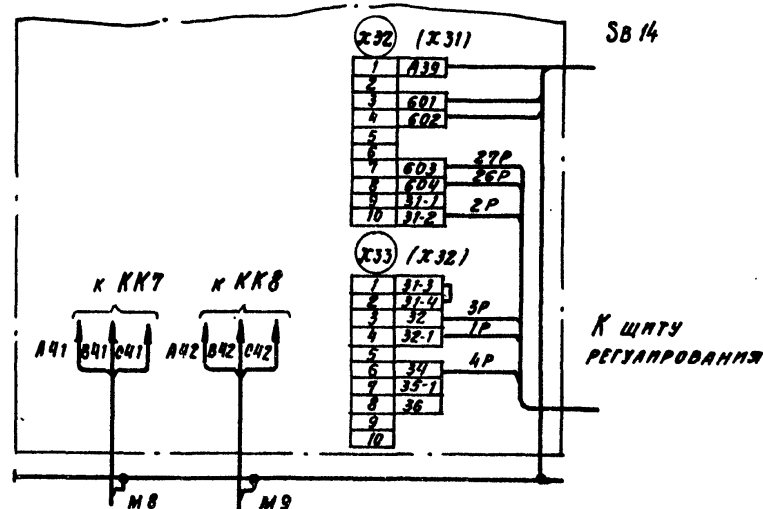 SB 14
X32 (X31)
1 A39
2
3 601
4 602
5
6
7 603 27P
8 604 26P
9 31-1
10 31-2 2P
X33 (X32)
1 31-3
2 31-4
3 32 3P
4 32-1 1P
5
6 34 4P
7 35-1
8 36
9
10
к КК7 к КК8
A41 B41 C41 A42 B42 C42
К щиту
регулирования
М8 М9